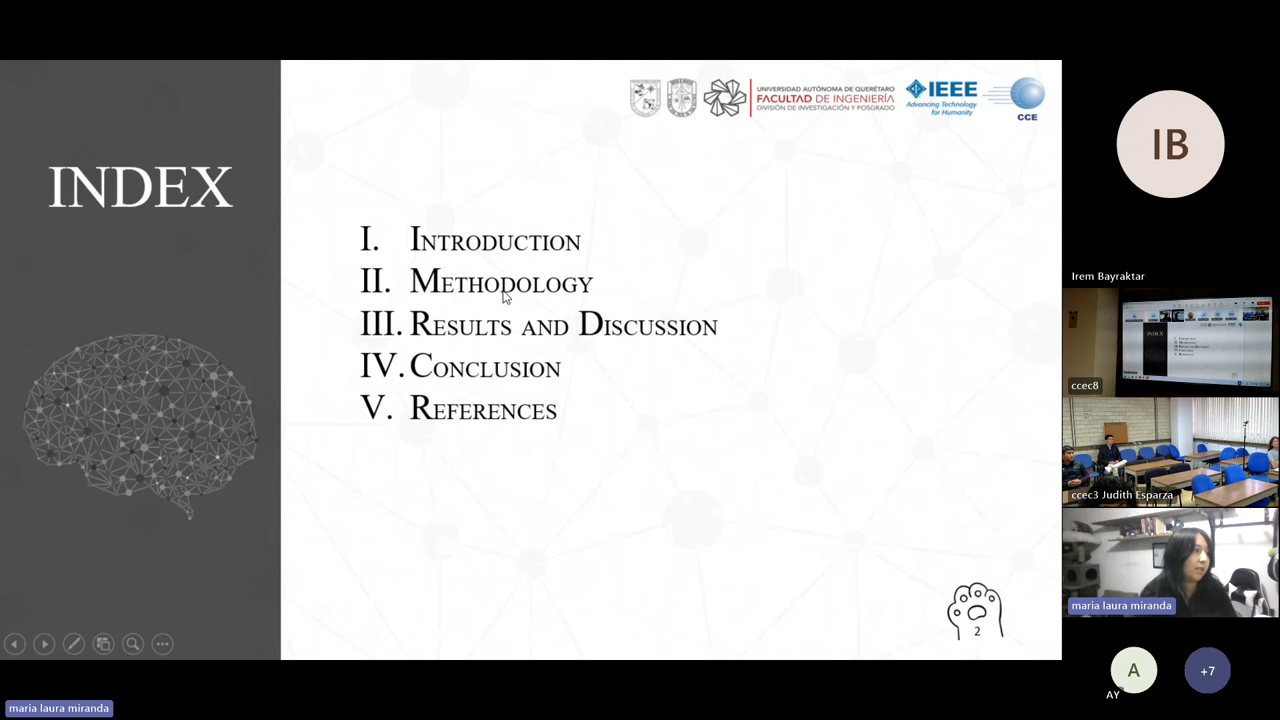 INDEX
UNIVERSIDAD AUTÓNOMA DE QUERÉTARO
FACULTAD DE INGENIERÍA
DIVISIÓN DE INVESTIGACIÓN Y POSGRADO
IEEE
Advancing Technology
for Humanity
CCE
I. INTRODUCTION
II. METHODOLOGY
III. RESULTS AND DISCUSSION
IV. CONCLUSION
V. REFERENCES
2
maria laura miranda
IB
Irem Bayraktar
INDEX
ccec8
ccec3 Judith Esparza
maria laura miranda
A
AY
+7